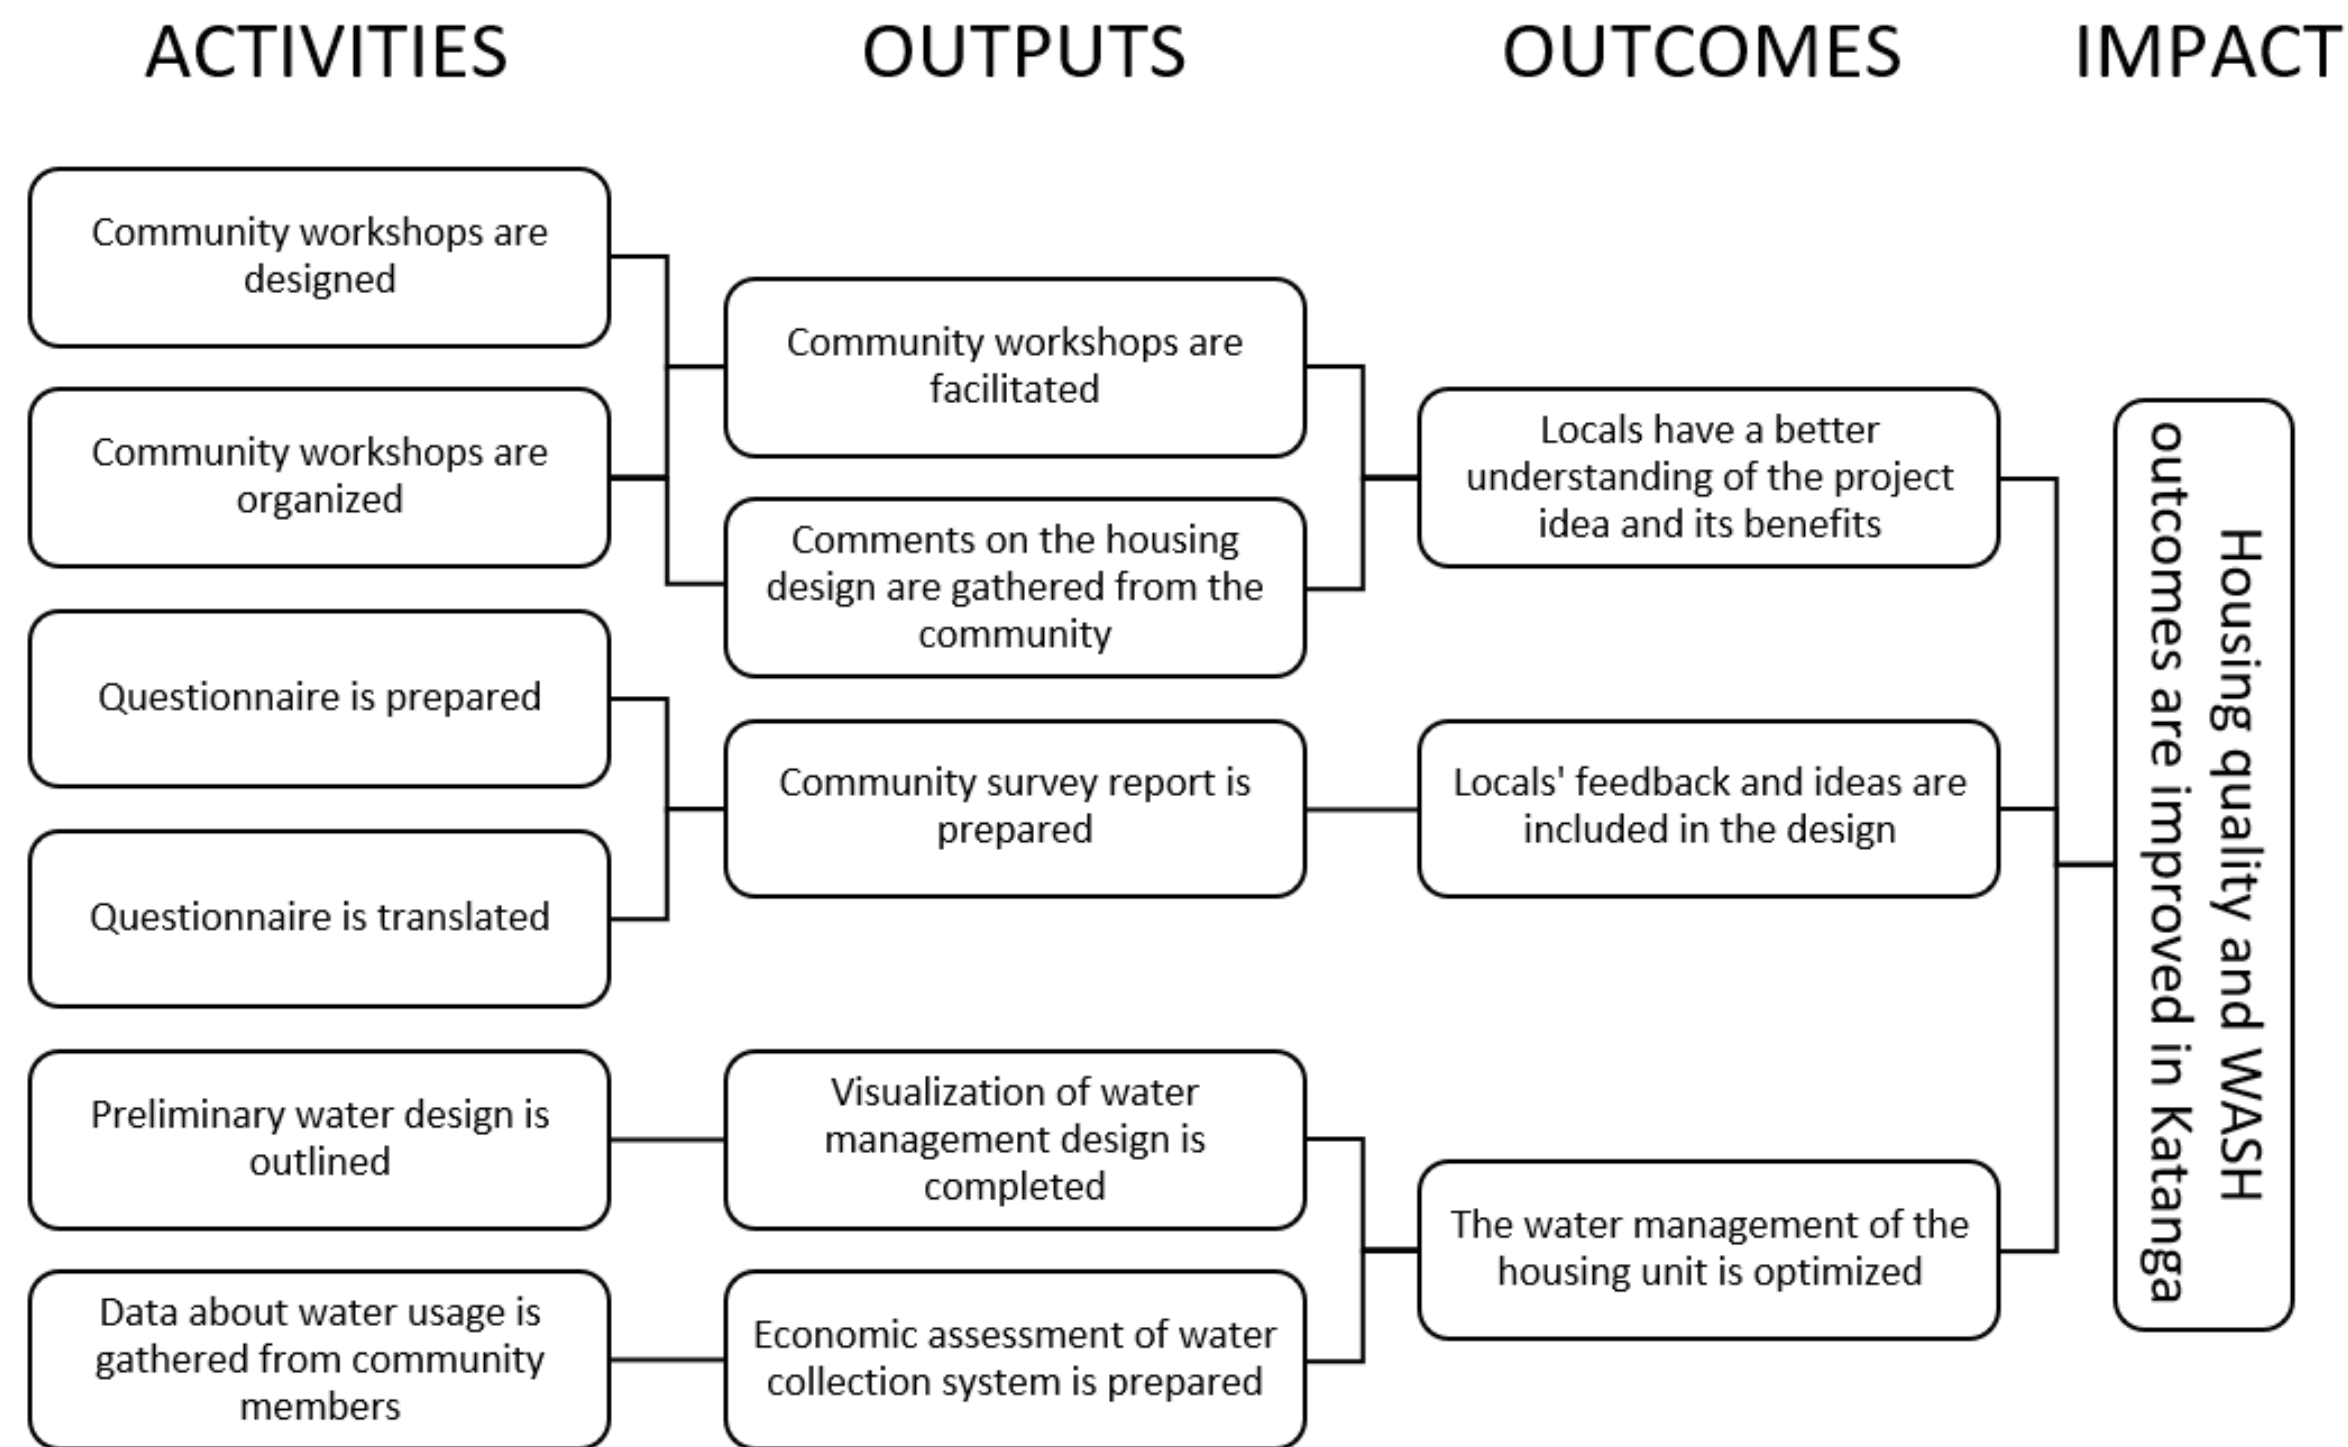 ACTIVITIES
OUTPUTS
OUTCOMES
IMPACT
Community workshops are
designed
Community workshops are
organized
Questionnaire is prepared
Questionnaire is translated
Preliminary water design is
outlined
Data about water usage is
gathered from community
members
Community workshops are
facilitated
Comments on the housing
design are gathered from the
community
Community survey report is
prepared
Visualization of water
management design is
completed
Economic assessment of water
collection system is prepared
Locals have a better
understanding of the project
idea and its benefits
Locals' feedback and ideas are
included in the design
The water management of the
housing unit is optimized
Housing quality and WASH
outcomes are improved in Katanga